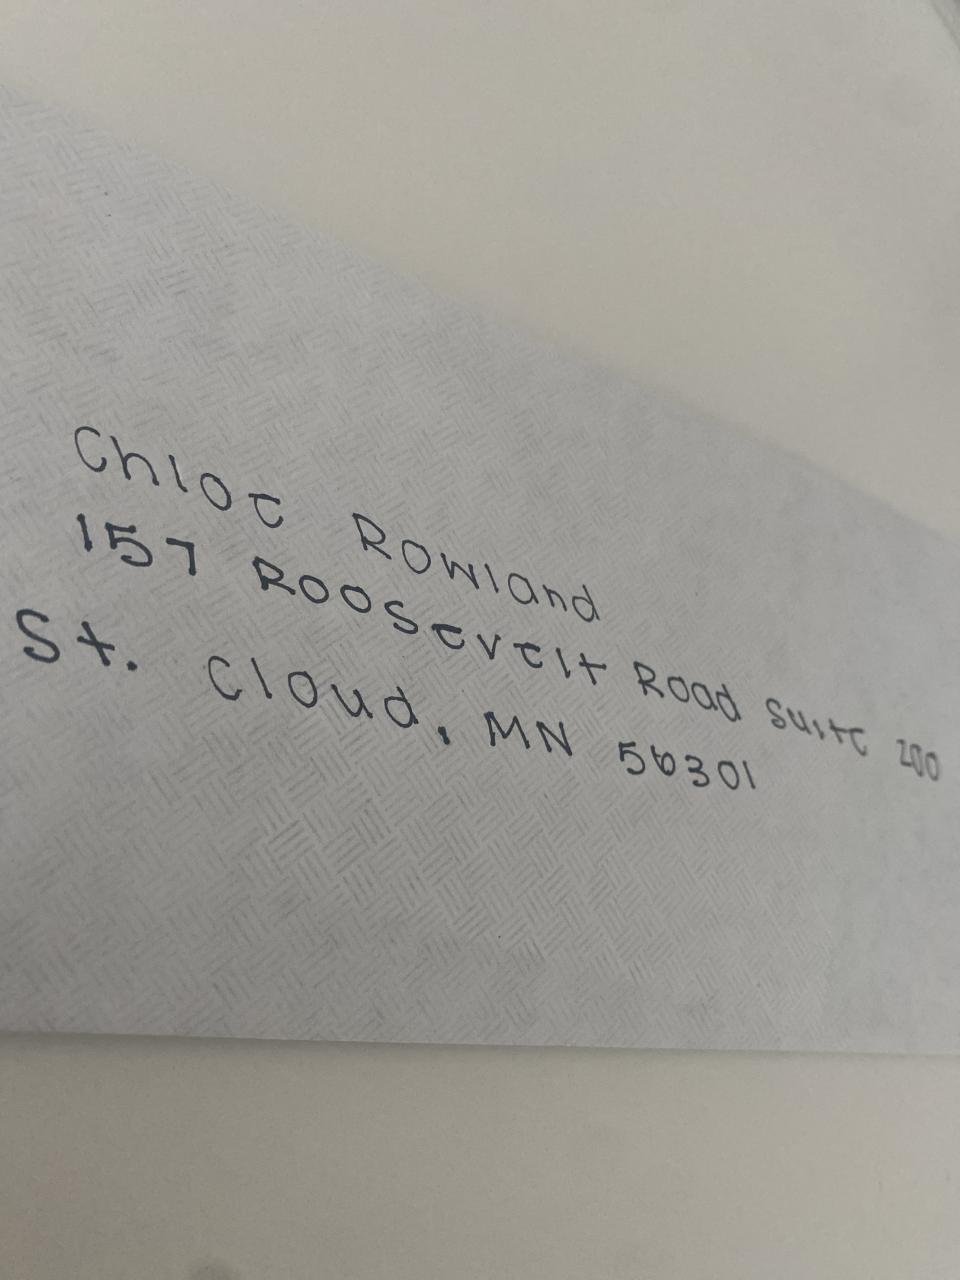 Chloe Rowland
157 Roosevelt Road Suite 200
St. Cloud, MN 56301